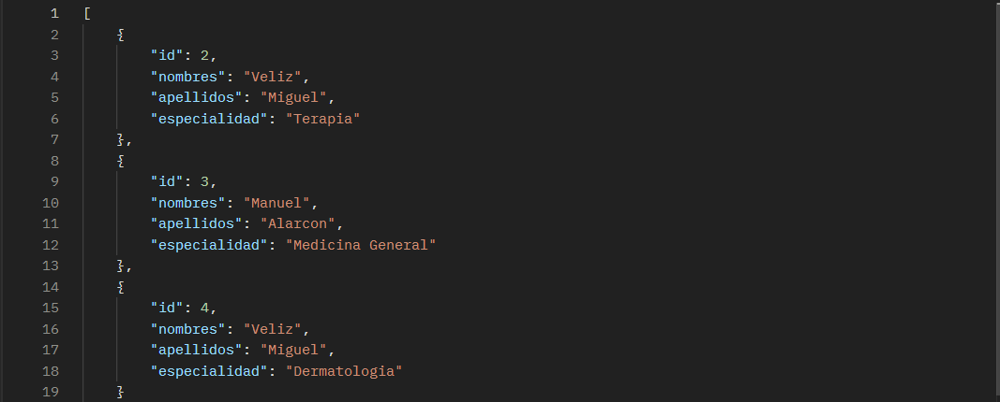 1 [
2 {
3 "id": 2,
4 "nombres": "Veliz",
5 "apellidos": "Miguel",
6 "especialidad": "Terapia"
7 },
8 {
9 "id": 3,
10 "nombres": "Manuel",
11 "apellidos": "Alarcon",
12 "especialidad": "Medicina General"
13 },
14 {
15 "id": 4,
16 "nombres": "Veliz",
17 "apellidos": "Miguel",
18 "especialidad": "Dermatologia"
19 }